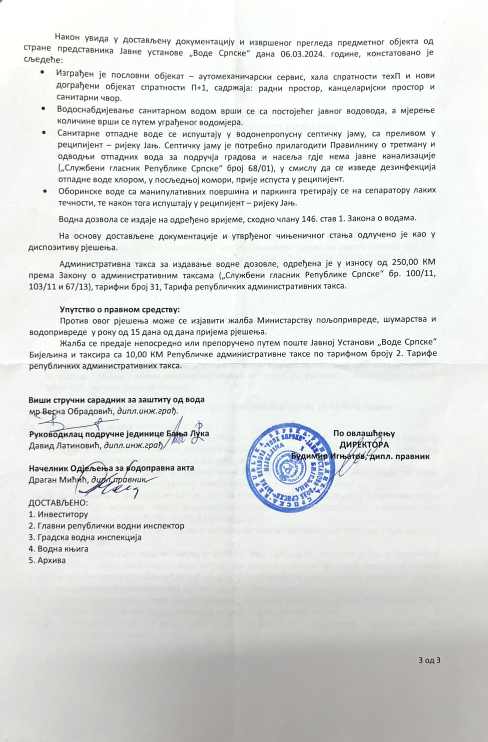 Након увида у достављену документацију и извршеног прегледа предметног објекта од
стране представника Јавне установе „Воде Српске“ дана 06.03.2024. године, констатовано је
сљедеће:
• Изграђен је пословни објекат – аутомеханичарски сервис, хала спратности техП и нови
дограђени објекат спратности П+1, садржаја: радни простор, канцеларијски простор и
санитарни чвор.
• Водоснабдијевање санитарном водом врши се са постојећег јавног водовода, а мјерење
количине врши се путем уграђеног водомјера.
• Санитарне отпадне воде се испуштају у водонепропусну септичку јаму, са преливом у
реципијент – ријеку Јањ. Септичку јаму је потребно прилагодити Правилнику о третману и
одводњи отпадних вода за подручја градова и насеља гдје нема јавне канализације
(„Службени гласник Републике Српске“ број 68/01), у смислу да се изведе дезинфекција
отпадне воде хлором, у посљедњој комори, прије испуста у реципијент.
• Оборинске воде са манипулативних површина и паркинга третирају се на сепаратору лаких
течности, те након тога испуштају у реципијент – ријеку Јањ.
Водна дозвола се издаје на одређено вријеме, сходно члану 146. став 1. Закона о водама.
На основу достављене документације и утврђеног чињеничног стања одлучено је као у
диспозитиву рјешења.
Административна такса за издавање водне дозволе, одређена је у износу од 250,00 КМ
према Закону о административним таксама („Службени гласник Републике Српске“ бр. 100/11,
103/11 и 67/13), тарифни број 31, Тарифа републичких административних такса.
Упутство о правном средству:
Против овог рјешења може се изјавити жалба Министарству пољопривреде, шумарства и
водопривреде у року од 15 дана од дана пријема рјешења.
Жалба се предаје непосредно или препоручено путем поште Јавној Установи „Воде Српске“
Бијељина и таксира са 10,00 КМ Републичке административне таксе по тарифном броју 2. Тарифе
републичких административних такса.
Виши стручни сарадник за заштиту од вода
мр Весна Обрадовић, дипл.инж.грађ.
Руководилац подручне јединице Бања Лука
Давид Латиновић, дипл.инж.грађ.
Начелник Одјељења за водоправна акта
Драган Мићић, дипл.правник
По овлашћењу
ДИРЕКТОРА
Будимир Игњатов, дипл. правник
ДОСТАВЉЕНО:
1. Инвеститору
2. Главни републички водни инспектор
3. Градска водна инспекција
4. Водна књига
5. Архива
3 од 3